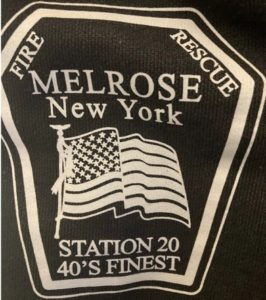 FIRE
RESCUE
MELROSE
New York
STATION 20
40'S FINEST